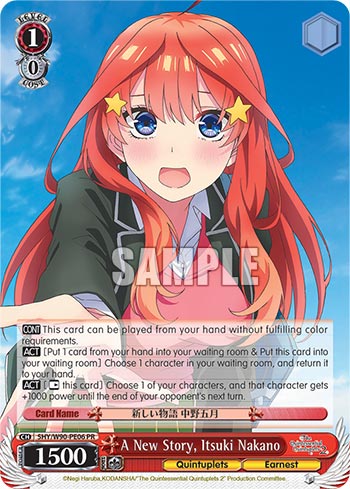 LEVEL
1
0
COST
SAMPLE
CONT This card can be played from your hand without fulfilling color
requirements.
ACT [Put 1 card from your hand into your waiting room & Put this card into
your waiting room] Choose 1 character in your waiting room, and return it
to your hand.
ACT [ this card] Choose 1 of your characters, and that character gets
+1000 power until the end of your opponent's next turn.
Card Name 新しい物語 中野五月
CH SHY/W90-PE06 PR
POWER 1500 A New Story, Itsuki Nakano
Quintuplets Earnest
©Negi Haruba,KODANSHA/"The Quintessential Quintuplets 2" Production Committee.